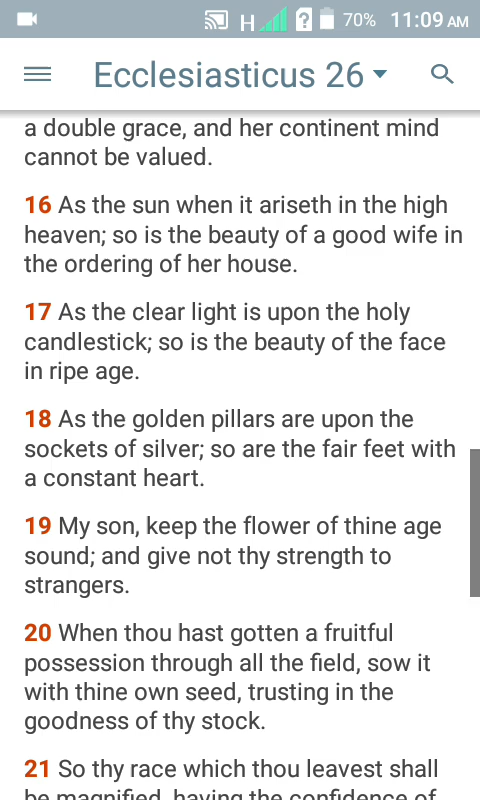 H 70% 11:09 AM
Ecclesiasticus 26
a double grace, and her continent mind
cannot be valued.
16 As the sun when it ariseth in the high
heaven; so is the beauty of a good wife in
the ordering of her house.
17 As the clear light is upon the holy
candlestick; so is the beauty of the face
in ripe age.
18 As the golden pillars are upon the
sockets of silver; so are the fair feet with
a constant heart.
19 My son, keep the flower of thine age
sound; and give not thy strength to
strangers.
20 When thou hast gotten a fruitful
possession through all the field, sow it
with thine own seed, trusting in the
goodness of thy stock.
21 So thy race which thou leavest shall
be magnified, having the confidence of